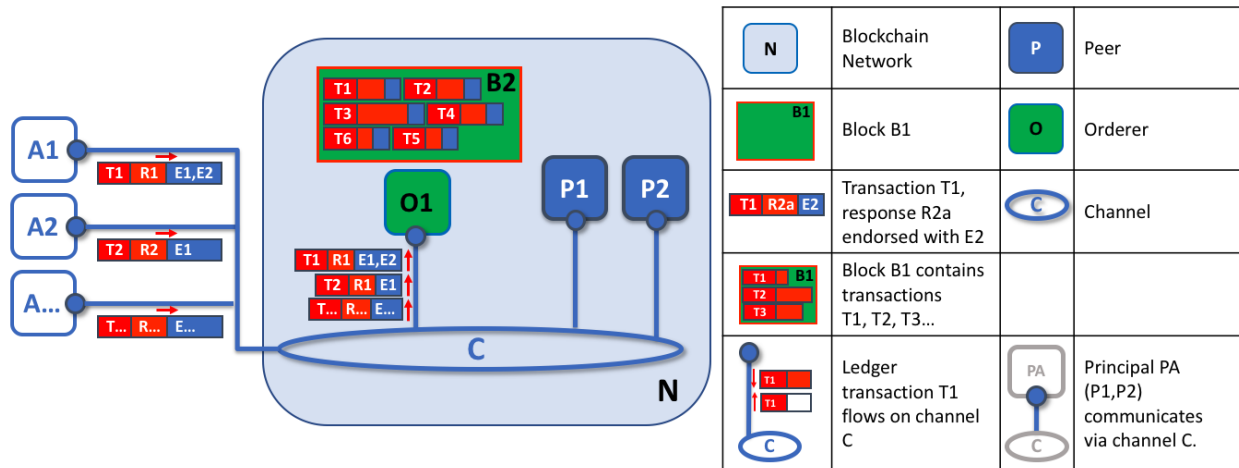 B2
T1 T2
T3 T4
T6 T5
A1
T1 R1 E1,E2
A2
T2 R2 E1
A...
T... R... E...
O1
P1
P2
T1 R1 E1,E2
T2 R1 E1
T... R... E...
C
N
N
Blockchain
Network
P
Peer
B1
Block B1
O
Orderer
T1 R2a E2
Transaction T1,
response R2a
endorsed with E2
C
Channel
B1
T1
T2
T3
Block B1 contains
transactions
T1, T2, T3...
T1
T1
C
Ledger
transaction T1
flows on channel
C
PA
C
Principal PA
(P1,P2)
communicates
via channel C.